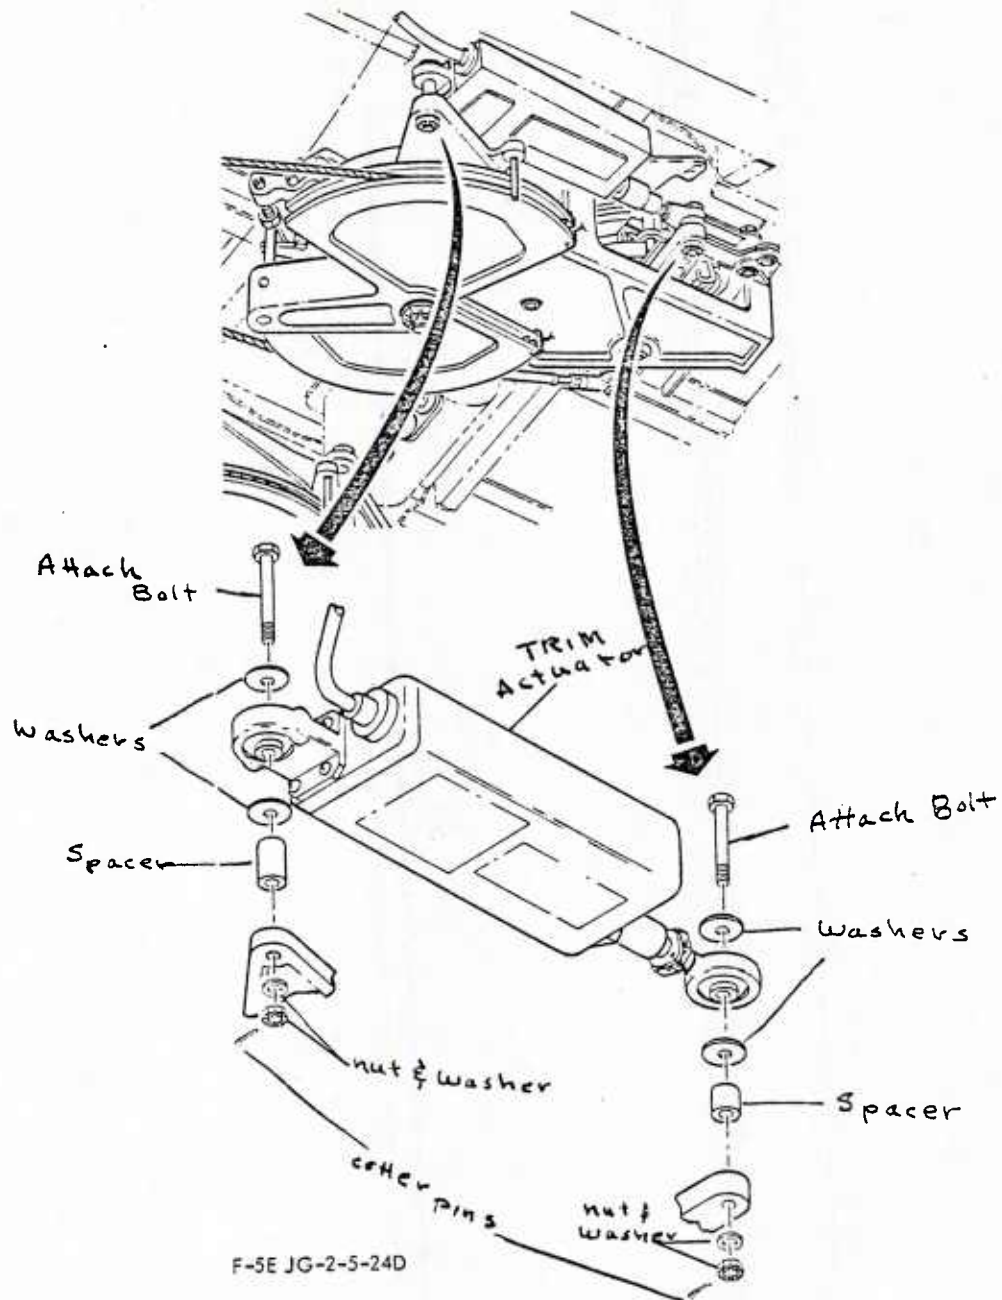 Attach
Bolt
TRIM
Actuator
Washers
Attach Bolt
Spacer
Washers
nut & washer
Spacer
cotter
pins
nut &
washer
F-5E JG-2-5-24D